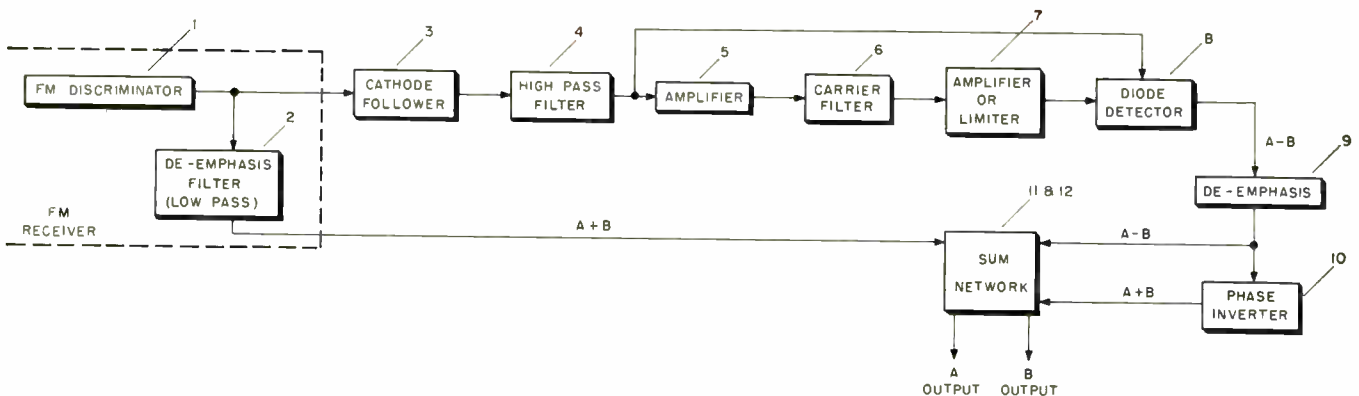 1
FM DISCRIMINATOR
2
DE-EMPHASIS
FILTER
(LOW PASS)
FM
RECEIVER
3
CATHODE
FOLLOWER
4
HIGH PASS
FILTER
5
AMPLIFIER
6
CARRIER
FILTER
7
AMPLIFIER
OR
LIMITER
B
DIODE
DETECTOR
A-B
9
DE-EMPHASIS
11 & 12
A+B
SUM
NETWORK
A-B
A+B
10
PHASE
INVERTER
A
OUTPUT
B
OUTPUT